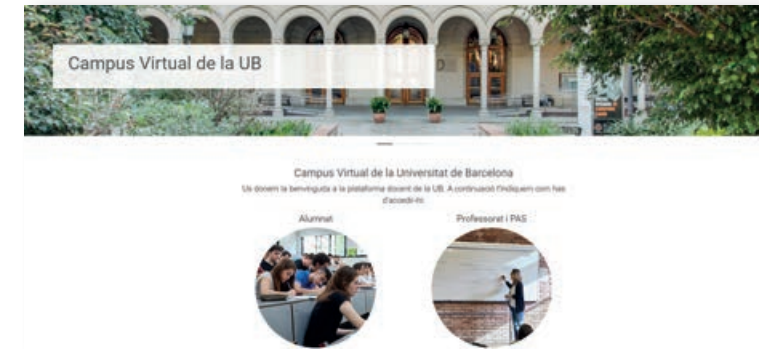 Campus Virtual de la UB
Campus Virtual de la Universitat de Barcelona
Us donem la benvinguda a la plataforma docent de la UB. A continuació t'indiquem com has
d'accedir-hi:
Alumnat
Professorat i PAS